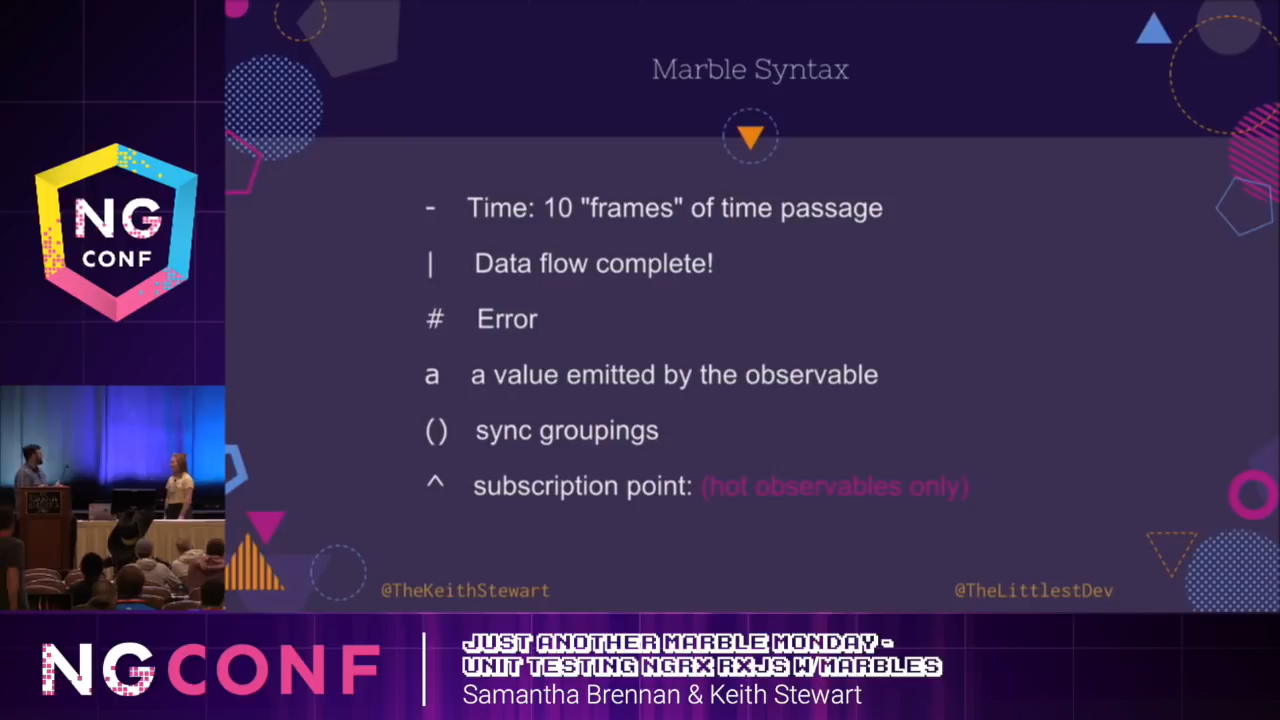 Marble Syntax
NG
CONF
- Time: 10 "frames" of time passage
| Data flow complete!
# Error
a a value emitted by the observable
() sync groupings
^ subscription point: (hot observables only)
@TheKeithStewart
@TheLittlestDev
NGCONF
JUST ANOTHER MARBLE MONDAY -
UNIT TESTING NGRX RXJS W/MARBLES
Samantha Brennan & Keith Stewart